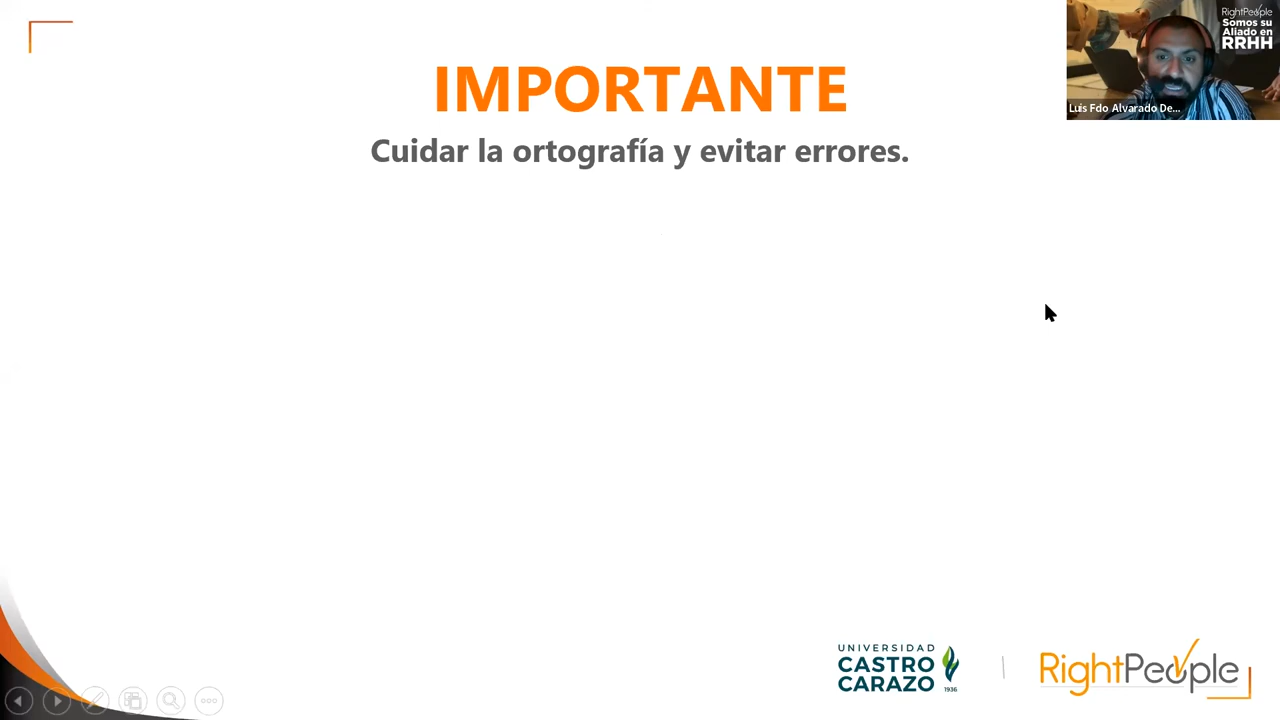 IMPORTANTE
Cuidar la ortografía y evitar errores.
RightPeople
Somos su
Aliado en
RRHH
Luis Fdo Alvarado De...
UNIVERSIDAD
CASTRO
CARAZO
1936
RightPeople